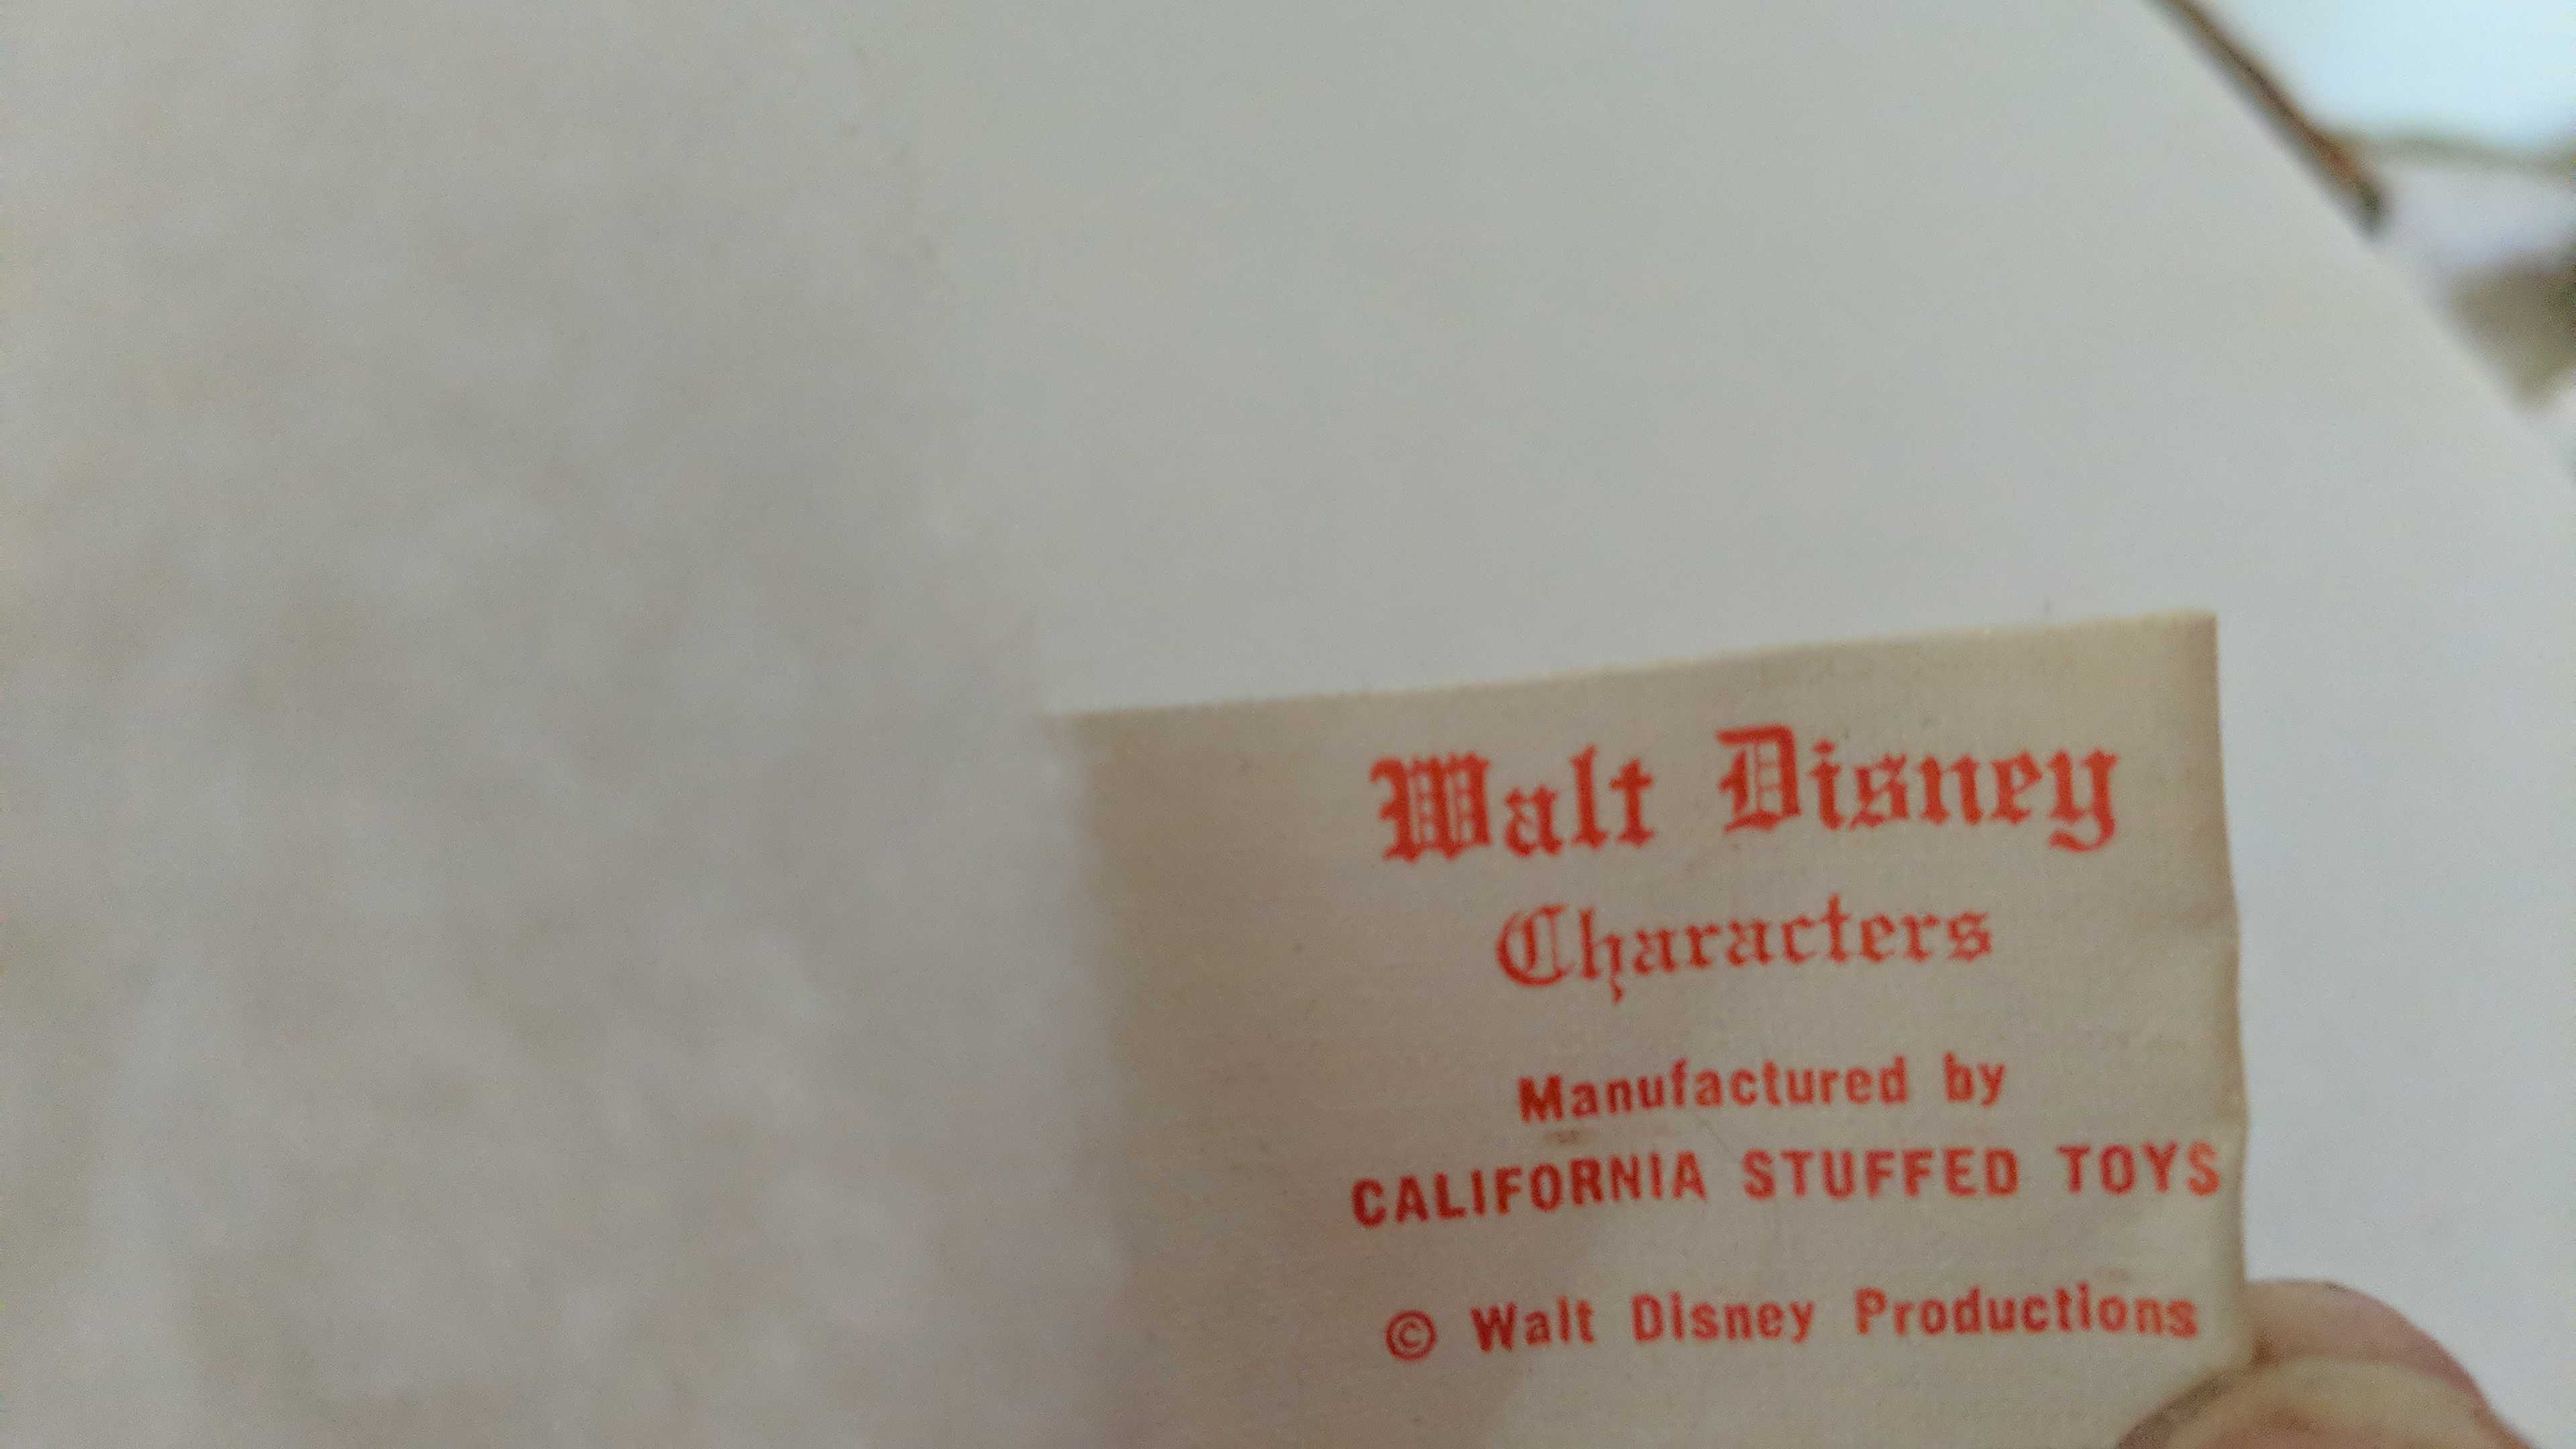 Walt Disney
Characters
Manufactured by
CALIFORNIA STUFFED TOYS
© Walt Disney Productions